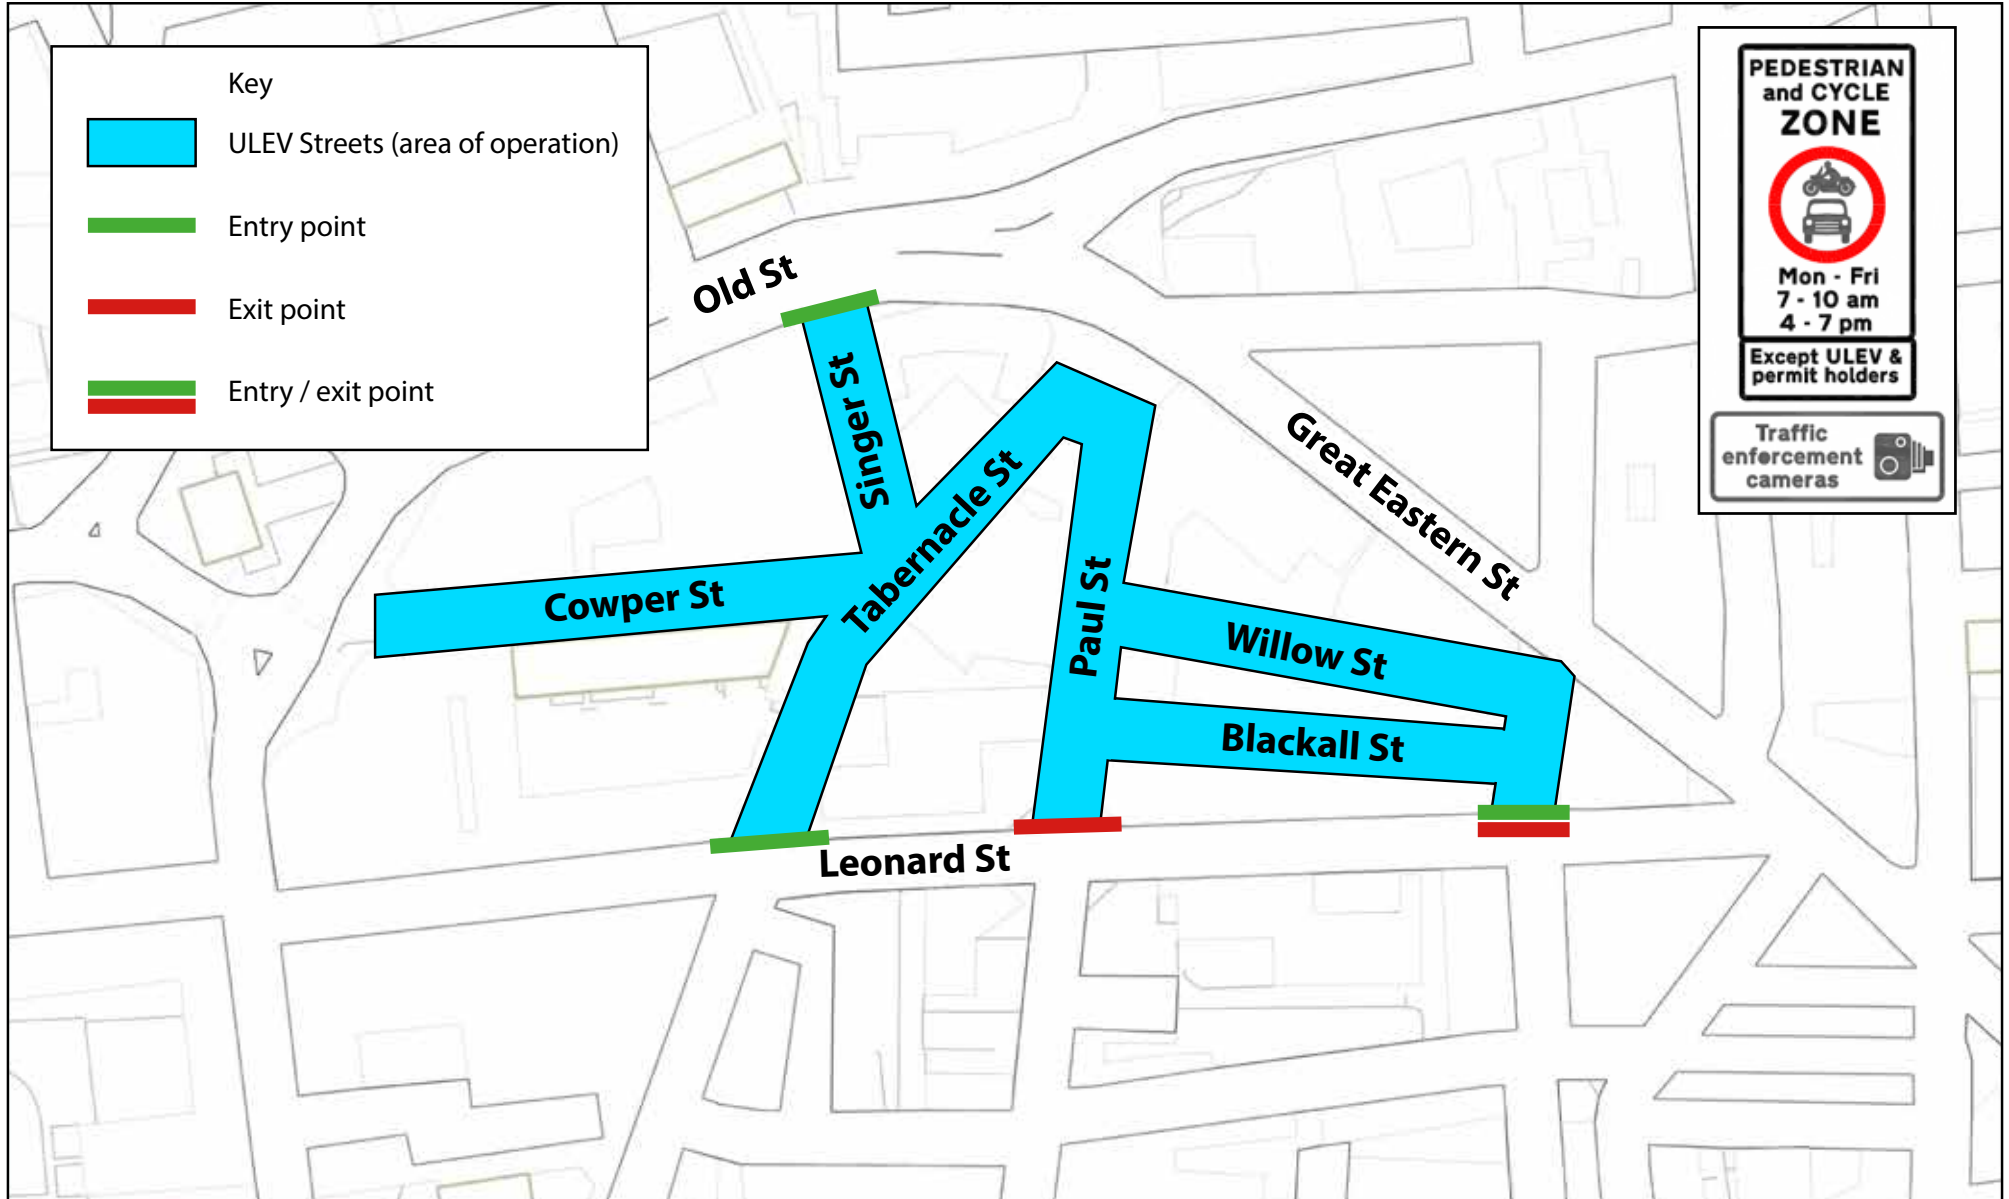 Key
ULEV Streets (area of operation)
Entry point
Exit point
Entry / exit point
PEDESTRIAN
and CYCLE
ZONE
Mon - Fri
7 - 10 am
4 - 7 pm
Except ULEV &
permit holders
Traffic
enforcement
cameras
Old St
Singer St
Tabernacle St
Great Eastern St
Cowper St
Paul St
Willow St
Blackall St
Leonard St